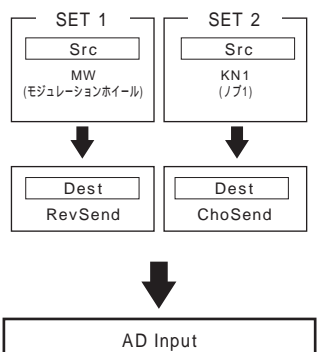 SET 1
Src
MW
(モジュレーションホイール)
Dest
RevSend
SET 2
Src
KN1
(ノブ1)
Dest
ChoSend
AD Input